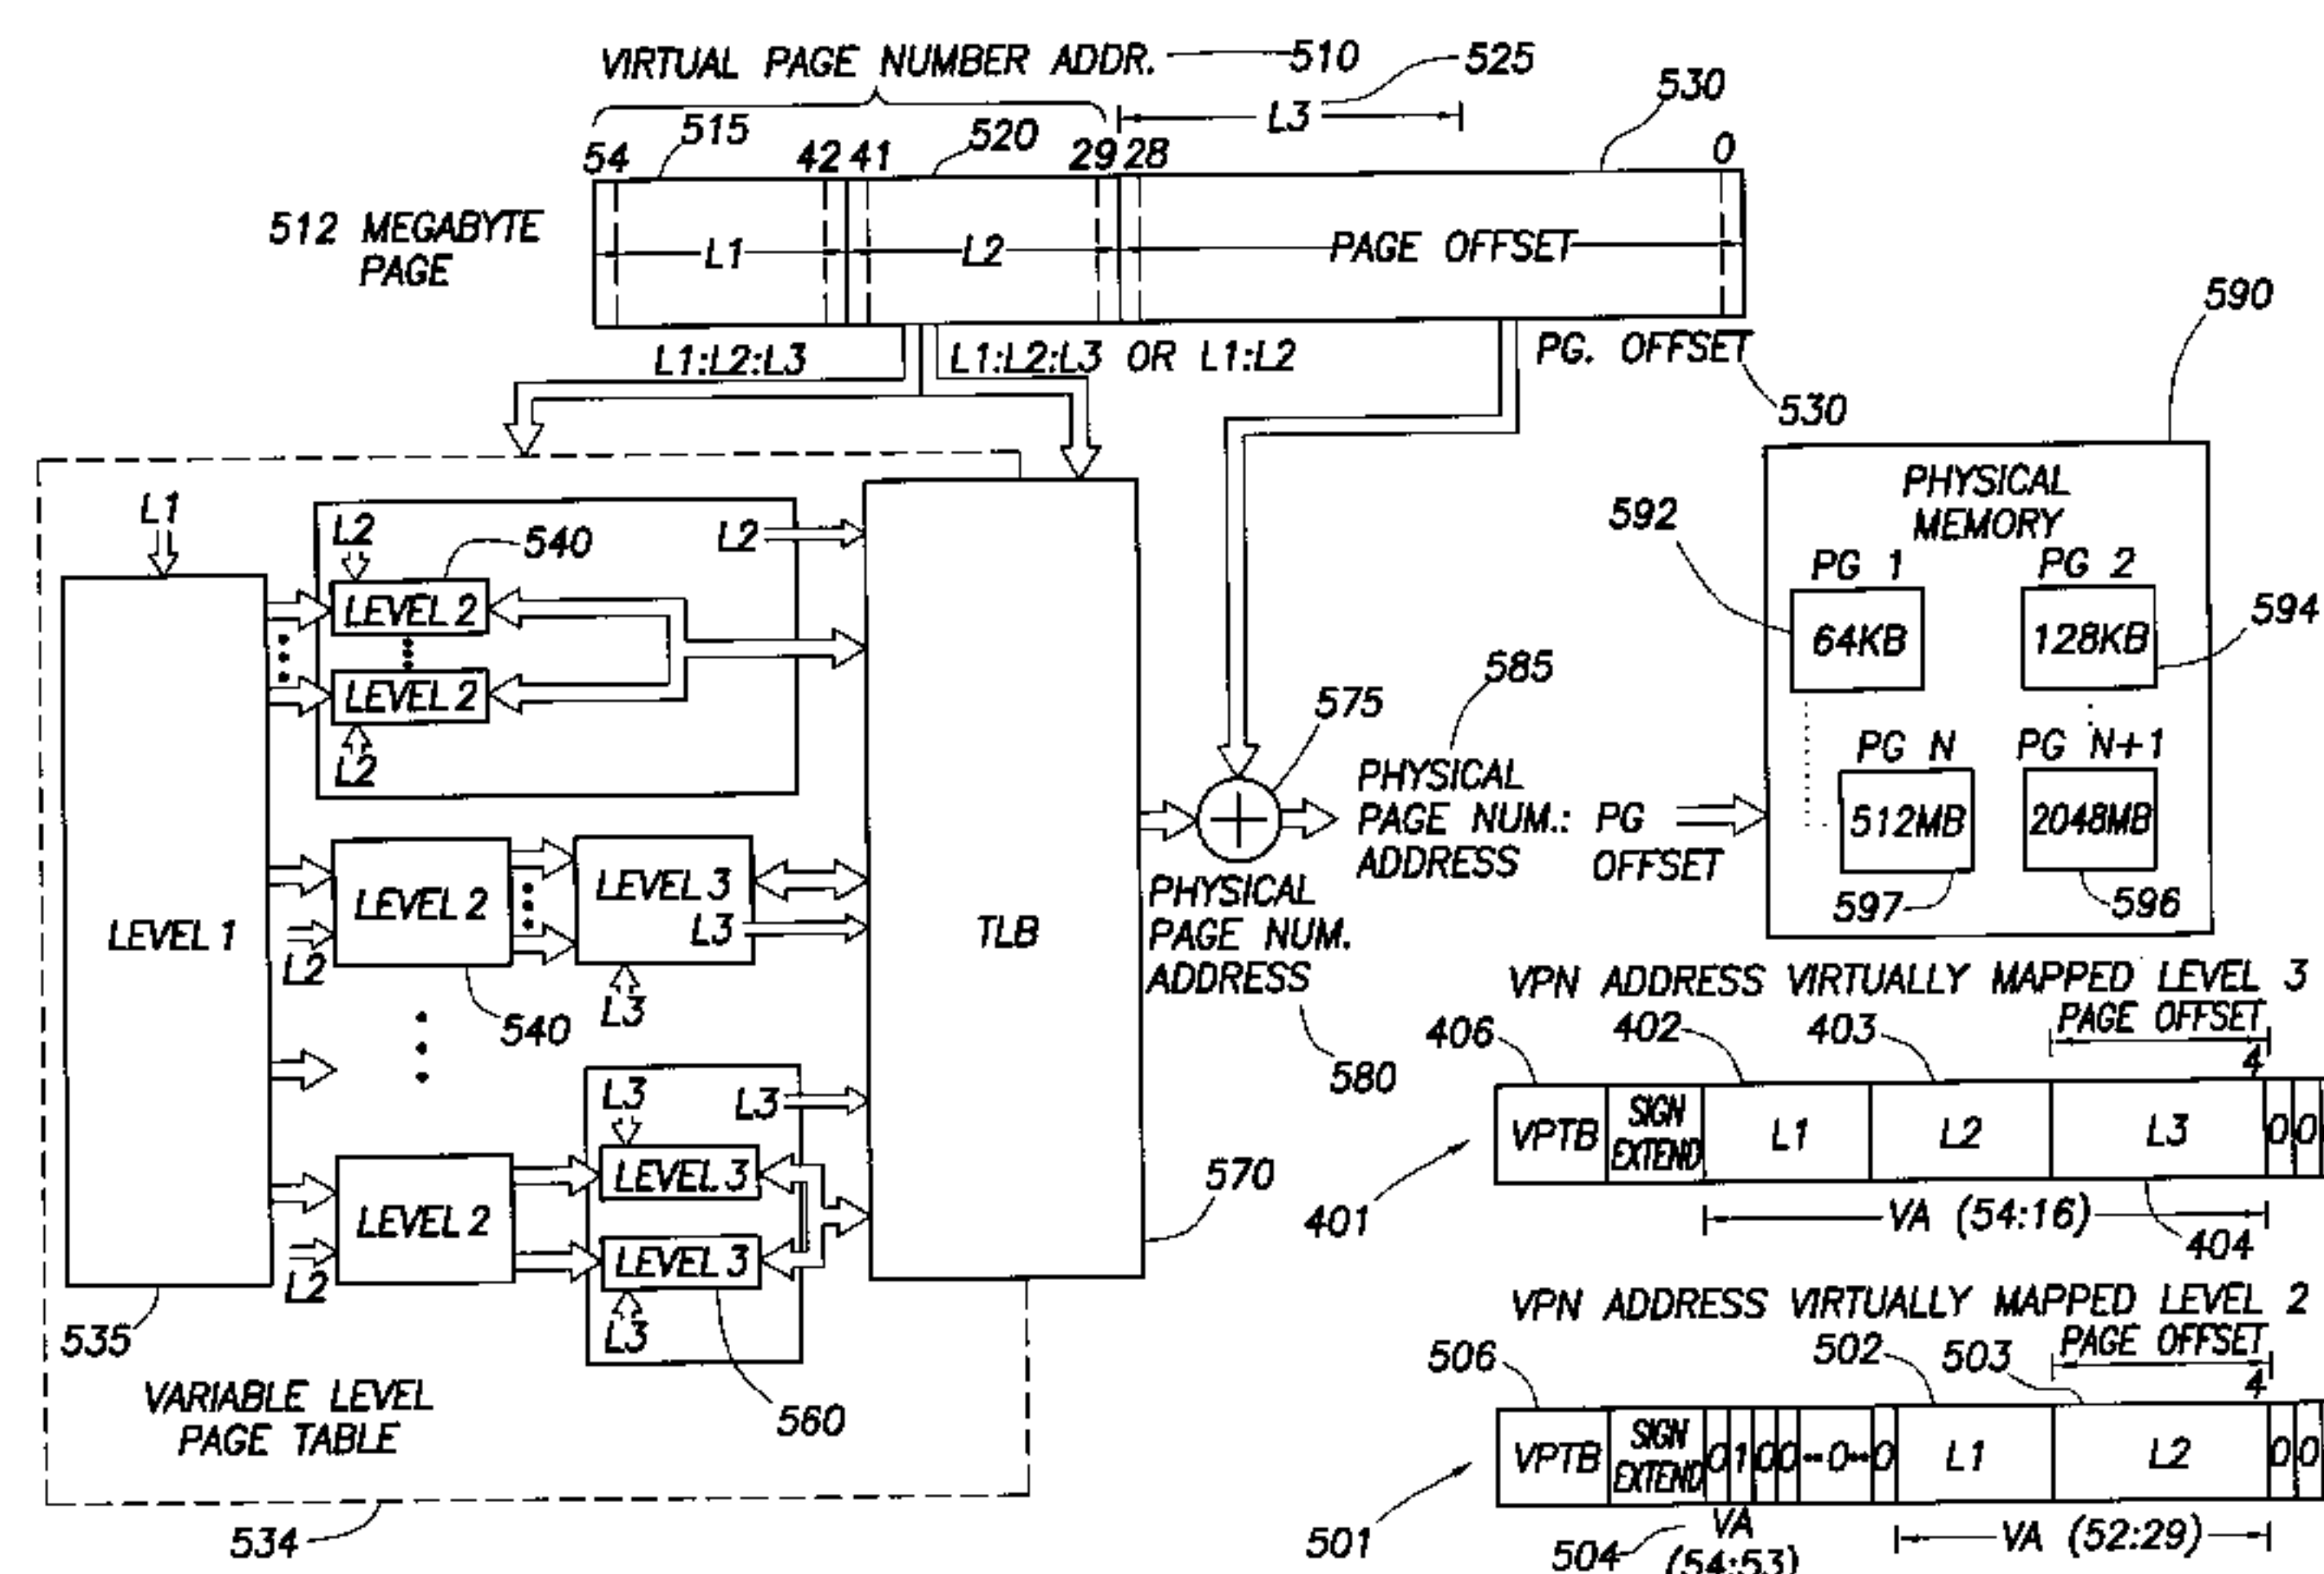 VIRTUAL PAGE NUMBER ADDR. 510
525
L3
530
515
520
54
42 41
29 28
0
512 MEGABYTE
PAGE
L1
L2
PAGE OFFSET
L1:L2:L3
L1:L2:L3 OR L1:L2
PG. OFFSET
530
590
L1
L2
540
L2
LEVEL 2
LEVEL 2
L2
LEVEL 1
LEVEL 2
L2
540
LEVEL 3
L3
L3
L3
L3
LEVEL 2
L2
LEVEL 3
LEVEL 3
L3
560
535
VARIABLE LEVEL
PAGE TABLE
534
TLB
570
575
585
PHYSICAL
PAGE NUM.: PG
ADDRESS OFFSET
PHYSICAL
PAGE NUM.
ADDRESS
580
PHYSICAL
MEMORY
592
PG 1
64KB
PG 2
128KB
594
PG N
512MB
597
PG N+1
2048MB
596
VPN ADDRESS VIRTUALLY MAPPED LEVEL 3
PAGE OFFSET
406
402
403
4
VPTB
SIGN
EXTEND
L1
L2
L3
0 0
401
VA (54:16)
404
VPN ADDRESS VIRTUALLY MAPPED LEVEL 2
PAGE OFFSET
506
502
503
4
VPTB
SIGN
EXTEND
0 1 0 0 --0-- 0
L1
L2
0 0
501
504
VA
(54:53)
VA (52:29)